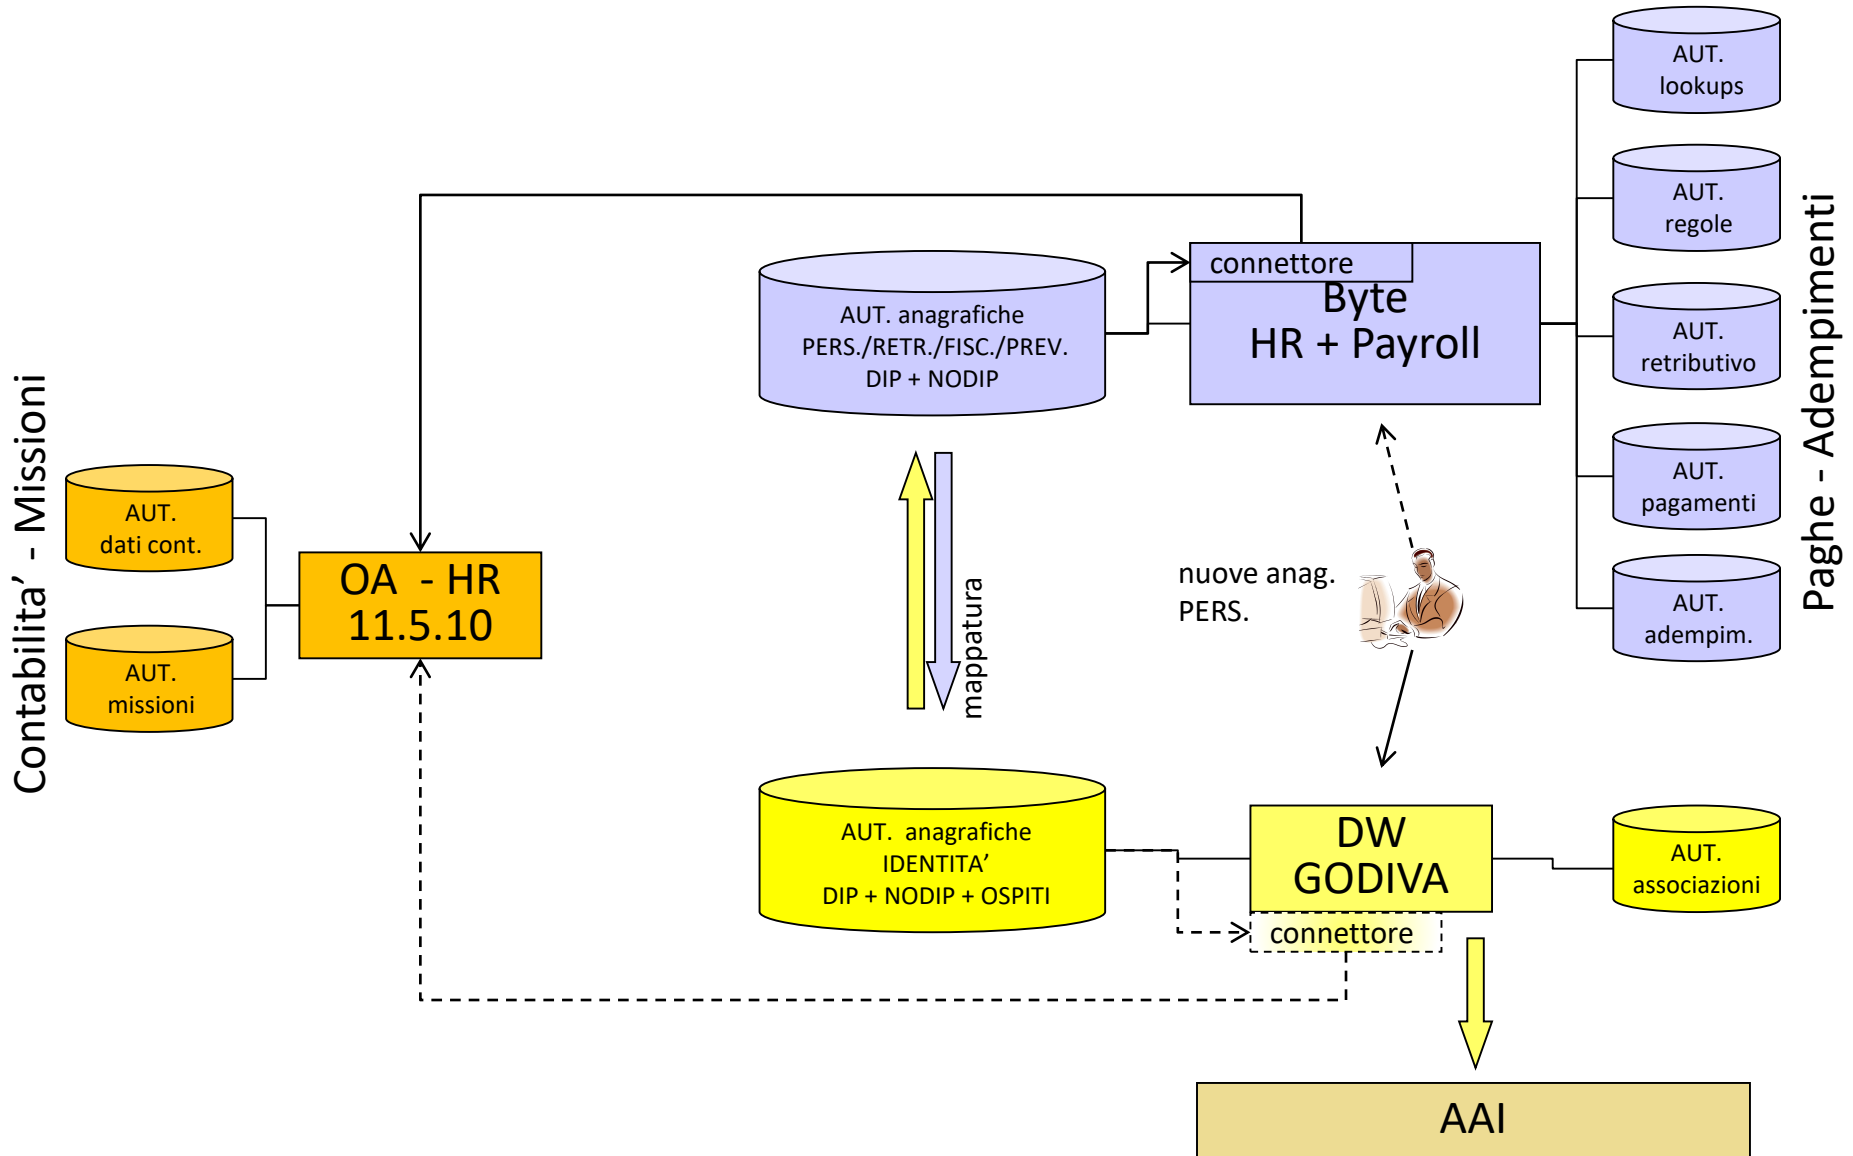 Contabilita’ - Missioni
AUT.
dati cont.
AUT.
missioni
OA - HR
11.5.10
AUT. anagrafiche
PERS./RETR./FISC./PREV.
DIP + NODIP
mappatura
AUT. anagrafiche
IDENTITA’
DIP + NODIP + OSPITI
connettore
Byte
HR + Payroll
nuove anag.
PERS.
DW
GODIVA
connettore
AAI
AUT.
lookups
AUT.
regole
AUT.
retributivo
AUT.
pagamenti
AUT.
adempim.
AUT.
associazioni
Paghe - Adempimenti